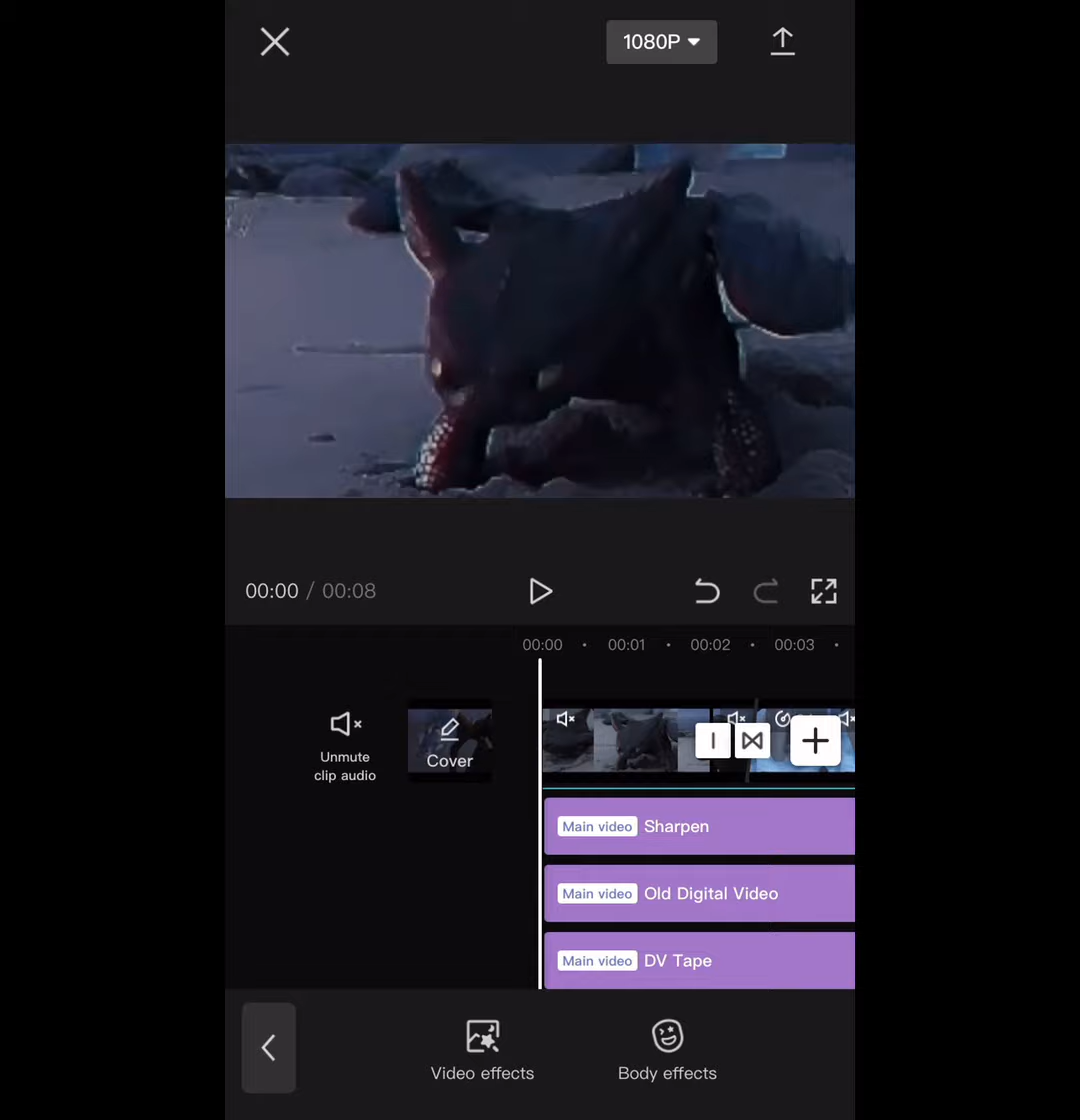 1080P
00:00 / 00:08
00:00 • 00:01 • 00:02 • 00:03 •
Unmute
clip audio
Cover
Main video Sharpen
Main video Old Digital Video
Main video DV Tape
Video effects
Body effects